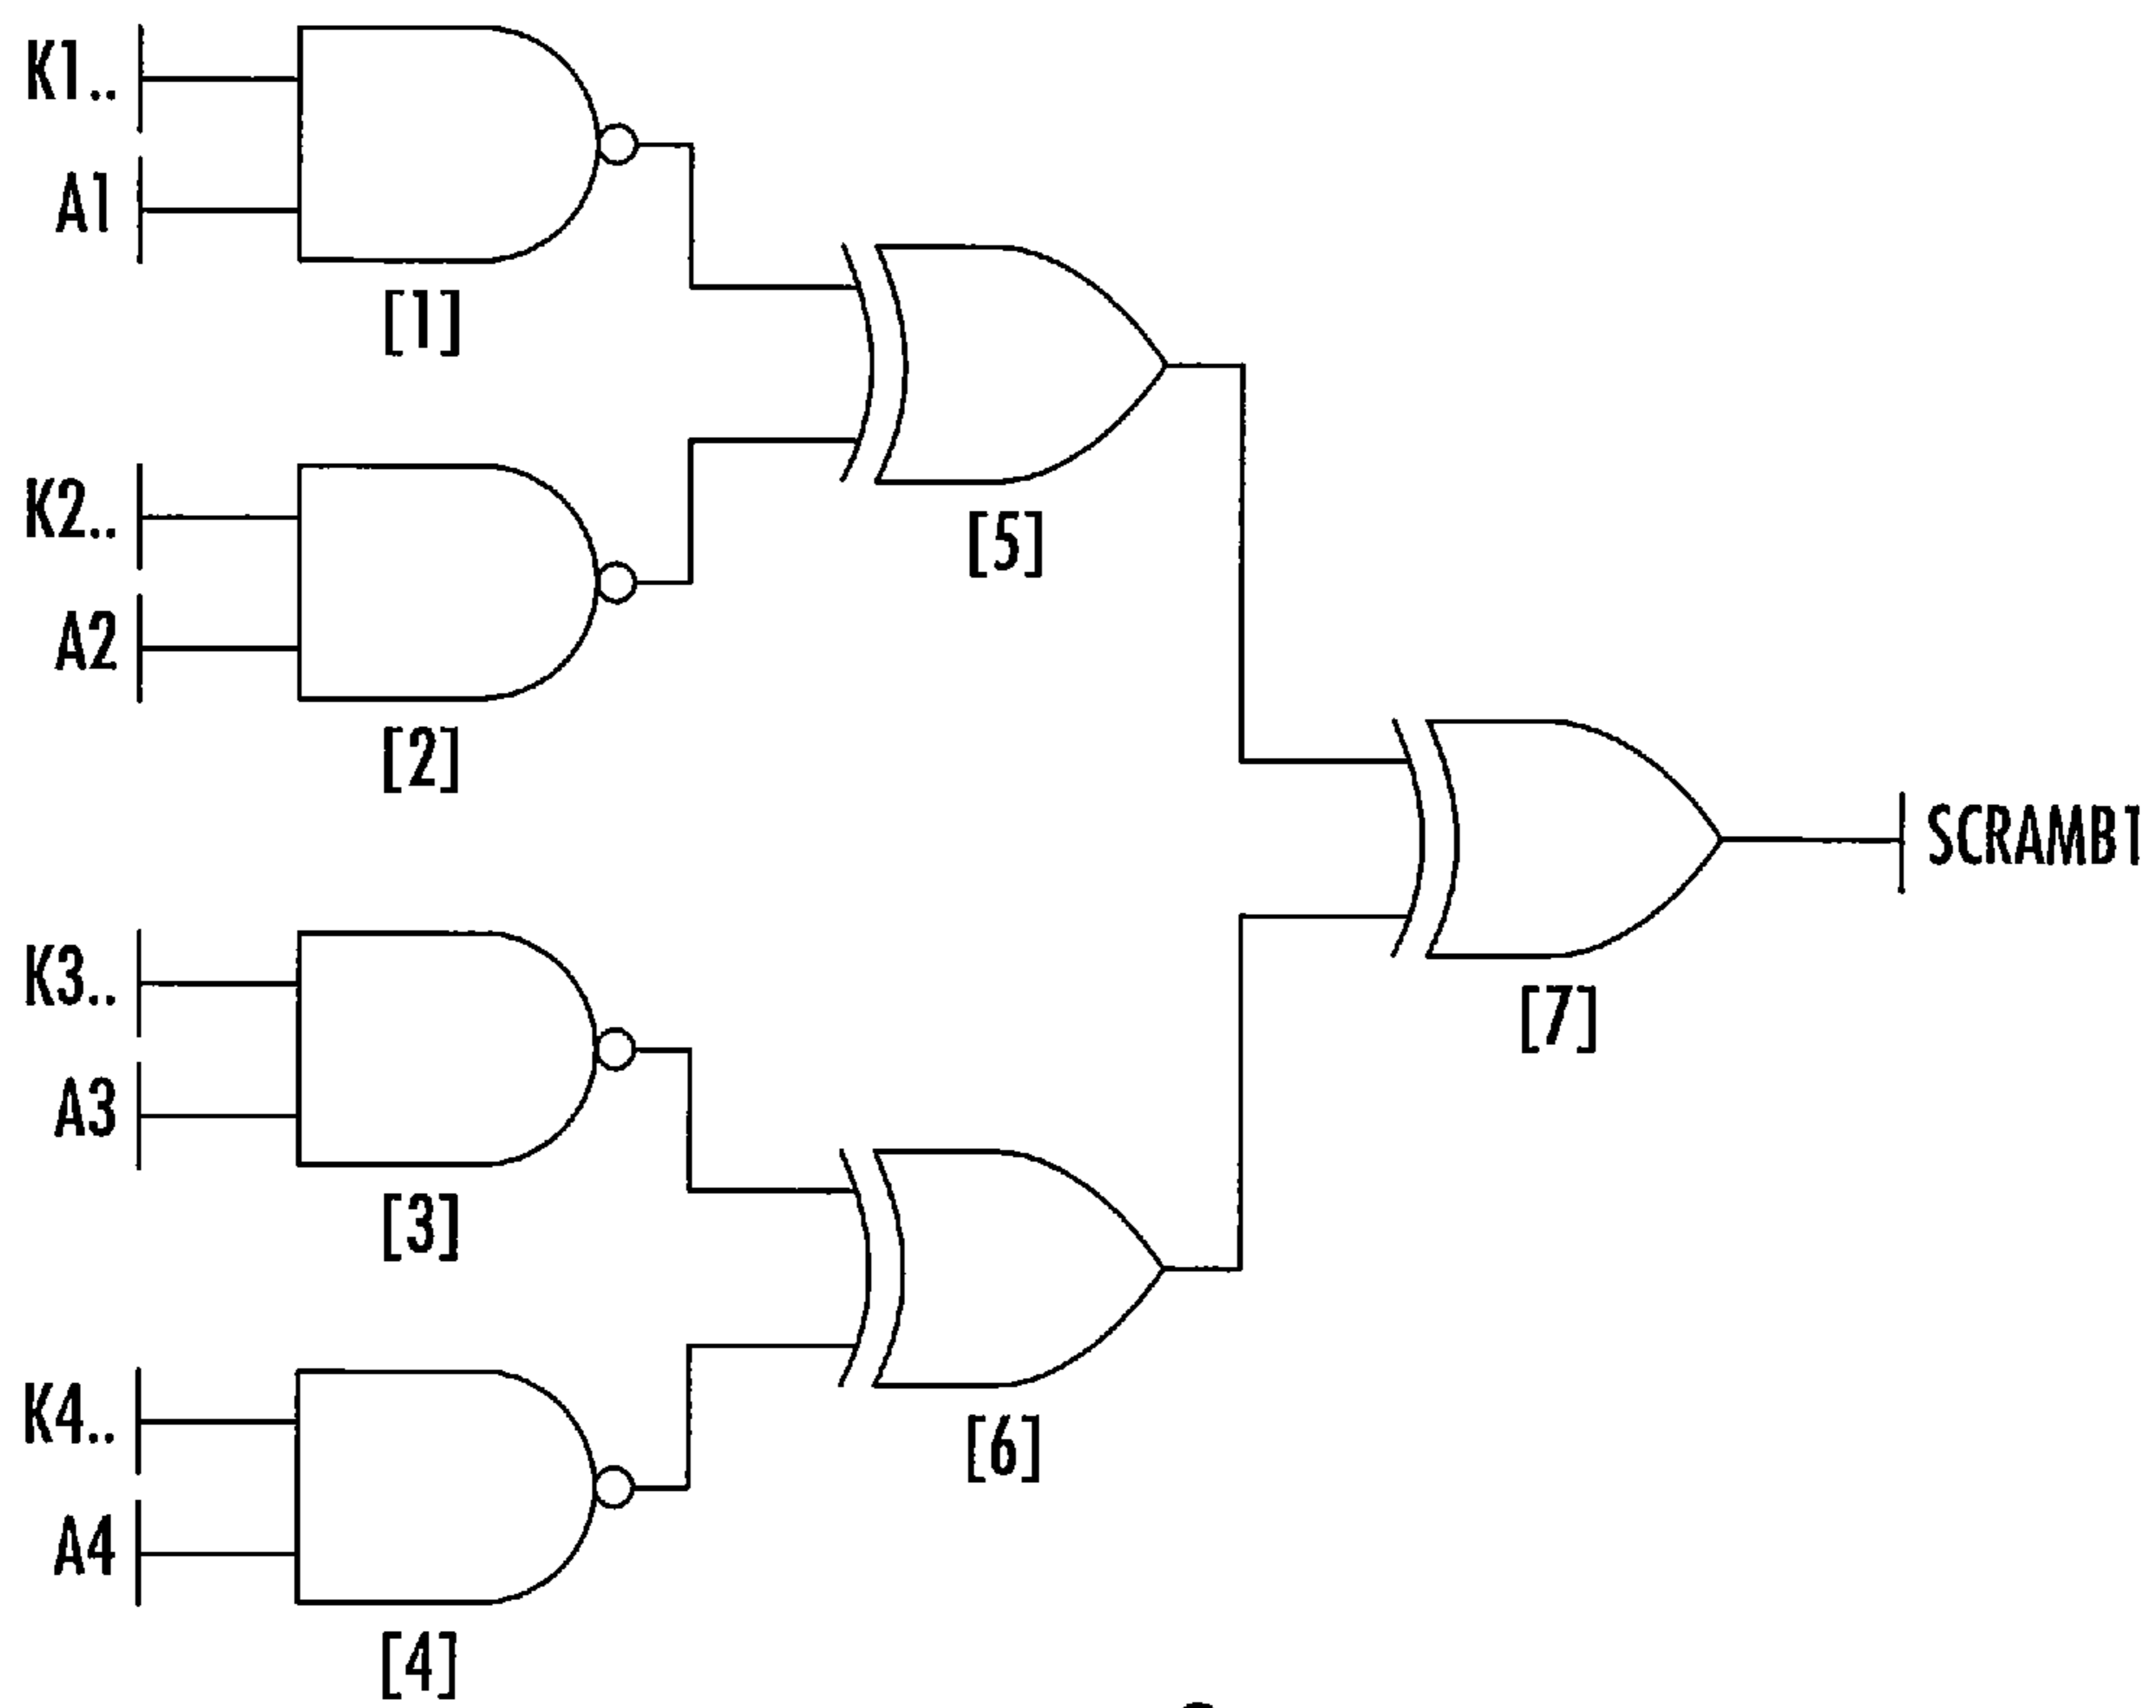 K1..
A1
[1]
K2..
A2
[2]
[5]
SCRAMB1
[7]
K3..
A3
[3]
K4..
A4
[4]
[6]